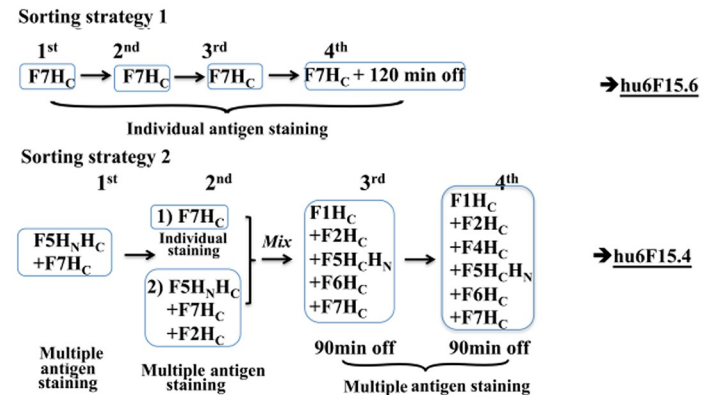 Sorting strategy 1
1st 2nd 3rd 4th
F7HC F7HC F7HC F7HC + 120 min off
hu6F15.6
Individual antigen staining
Sorting strategy 2
1st 2nd 3rd 4th
F5HNHC
+F7HC
Multiple
antigen
staining
1) F7HC
Individual
staining
2) F5HNHC
+F7HC
+F2HC
Multiple antigen
staining
Mix
F1HC
+F2HC
+F5HCHN
+F6HC
+F7HC
90min off
F1HC
+F2HC
+F4HC
+F5HCHN
+F6HC
+F7HC
90min off
Multiple antigen staining
hu6F15.4